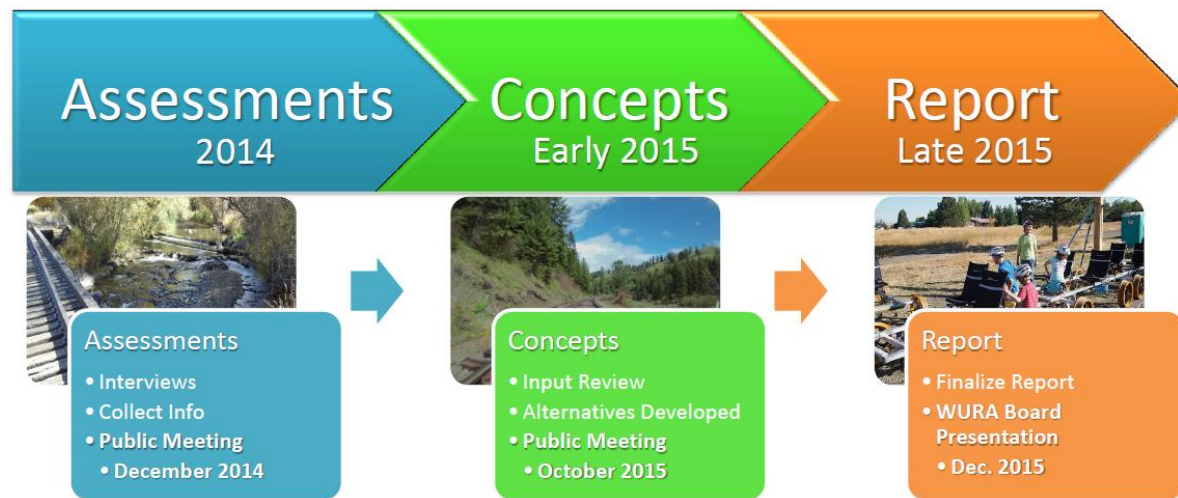 Assessments
2014
Concepts
Early 2015
Report
Late 2015
Assessments
• Interviews
• Collect Info
• Public Meeting
• December 2014
Concepts
• Input Review
• Alternatives Developed
• Public Meeting
• October 2015
Report
• Finalize Report
• WURA Board
Presentation
• Dec. 2015